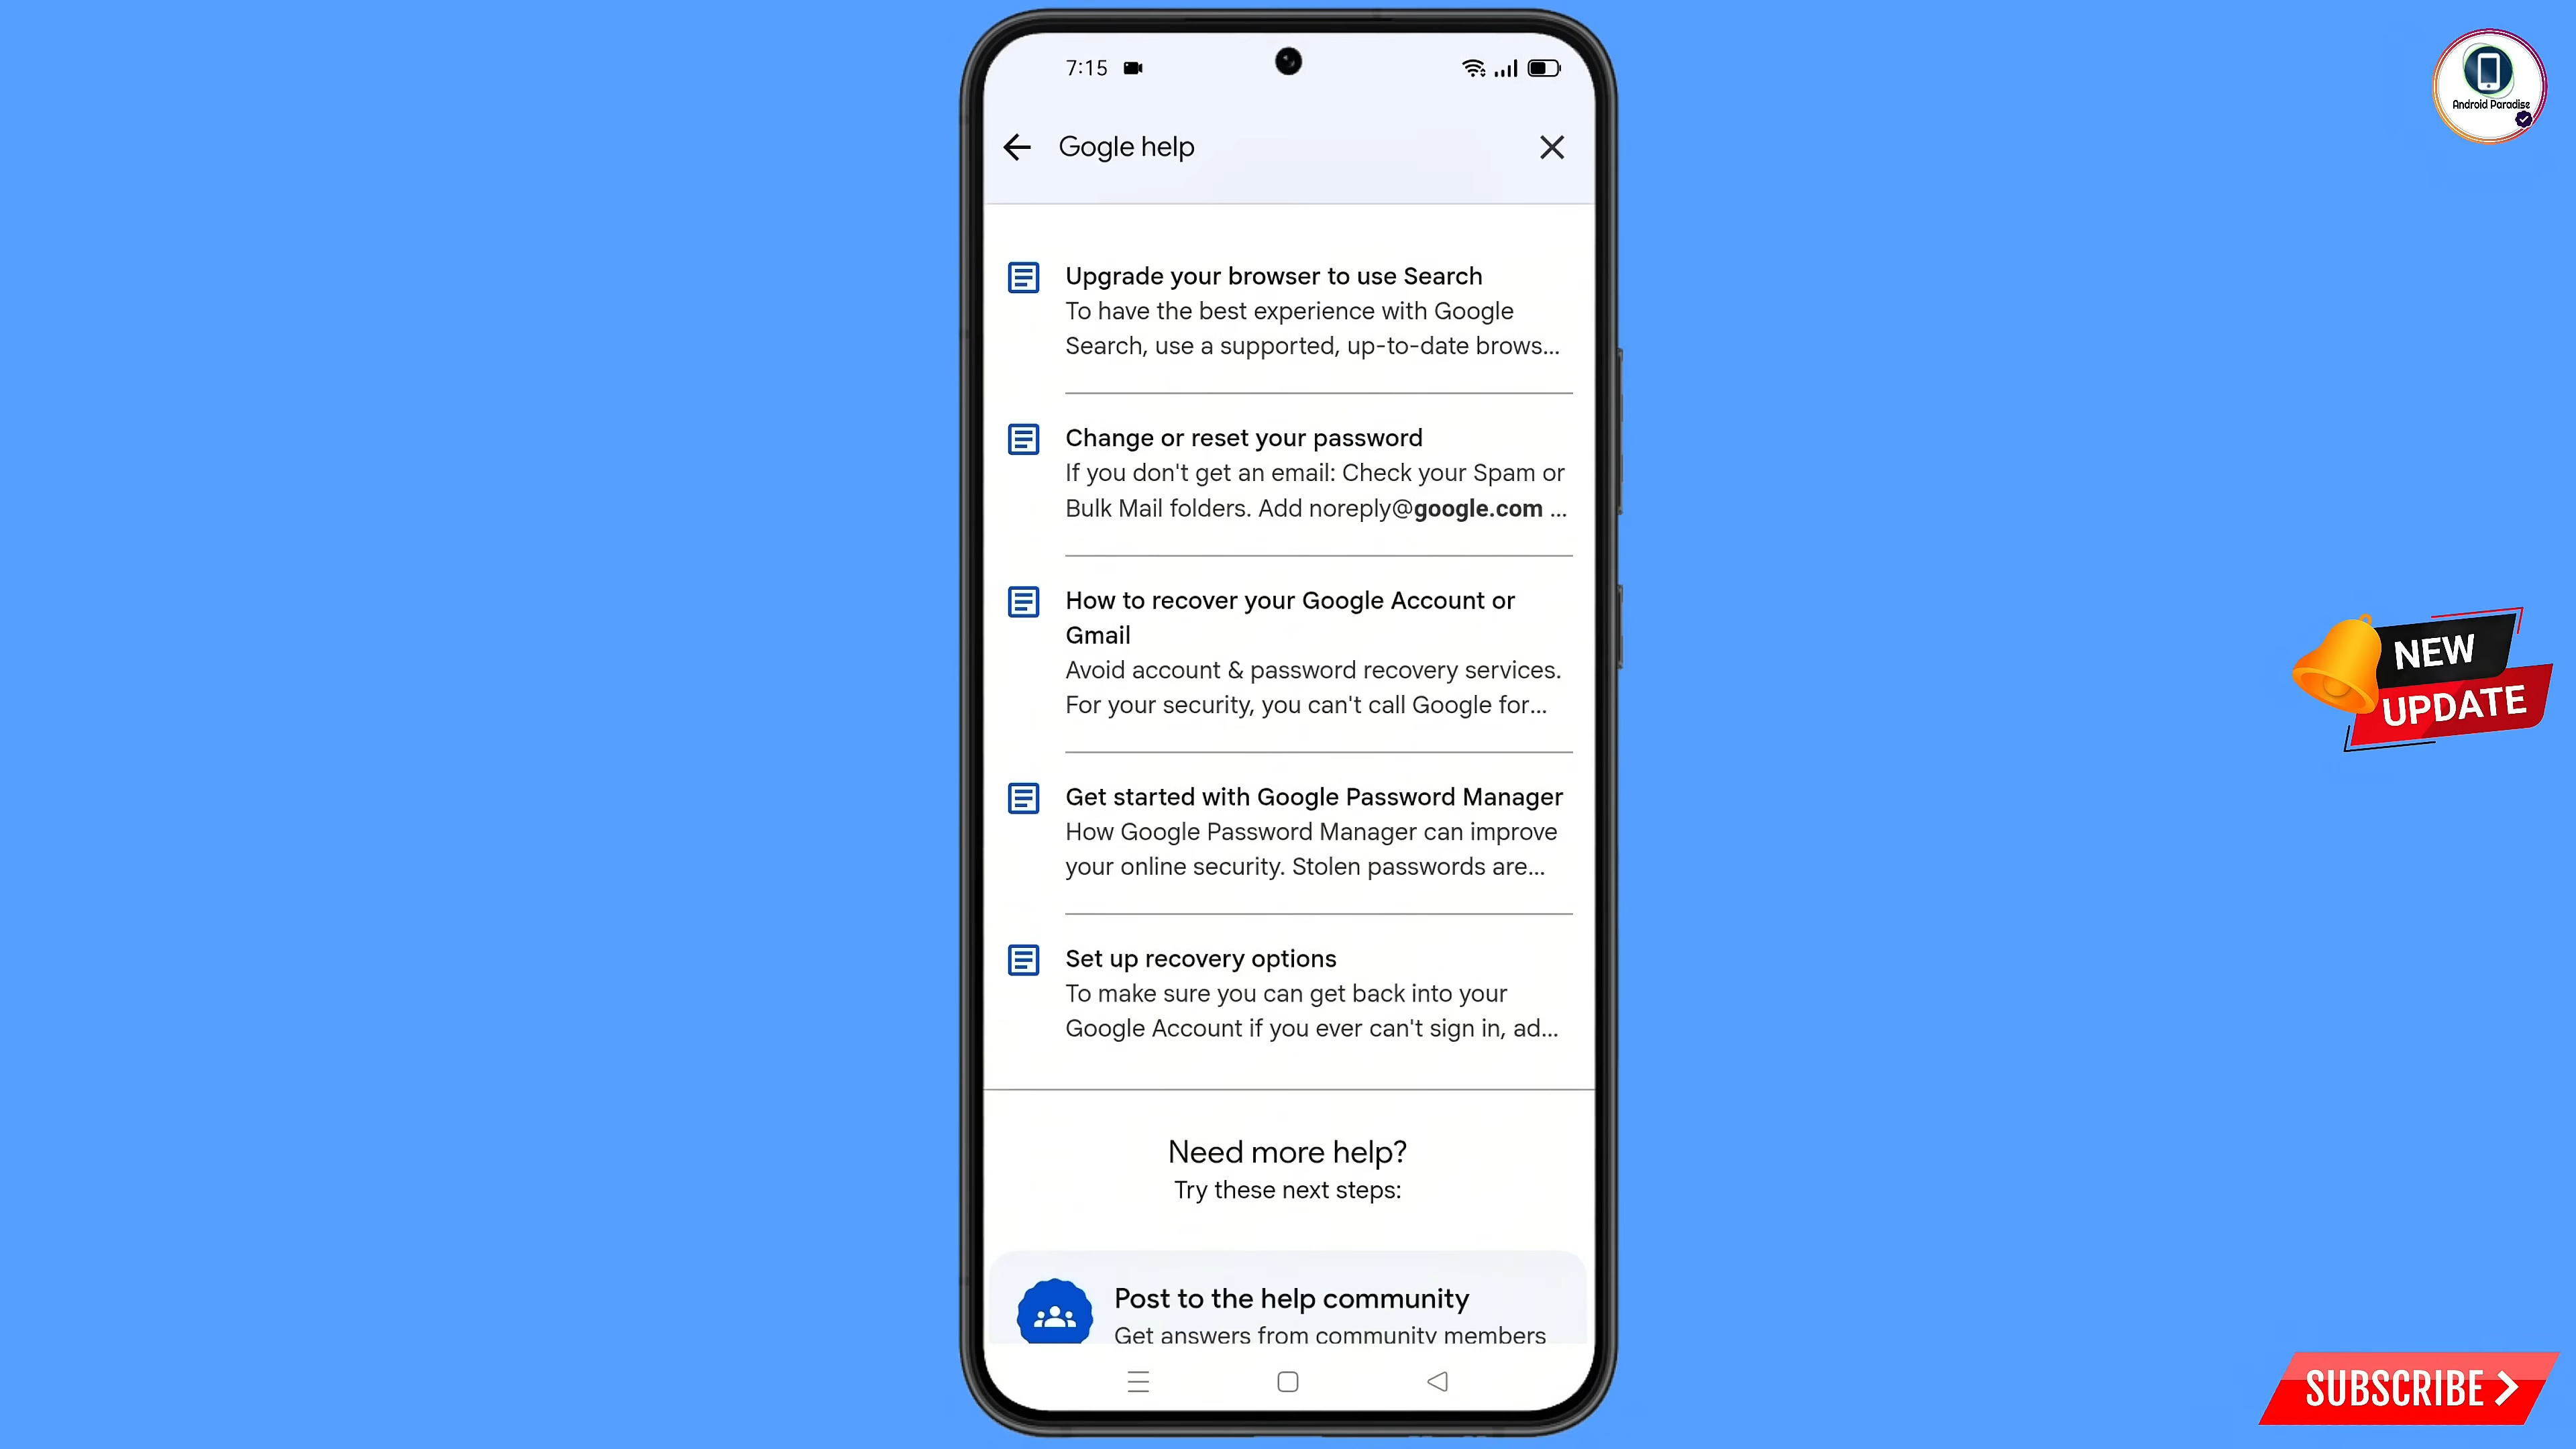 7:15
Android Paradise
Gogle help
Upgrade your browser to use Search
To have the best experience with Google
Search, use a supported, up-to-date brows...
Change or reset your password
If you don't get an email: Check your Spam or
Bulk Mail folders. Add noreply@google.com ...
How to recover your Google Account or
Gmail
Avoid account & password recovery services.
For your security, you can't call Google for...
NEW
UPDATE
Get started with Google Password Manager
How Google Password Manager can improve
your online security. Stolen passwords are...
Set up recovery options
To make sure you can get back into your
Google Account if you ever can't sign in, ad...
Need more help?
Try these next steps:
Post to the help community
Get answers from community members
SUBSCRIBE